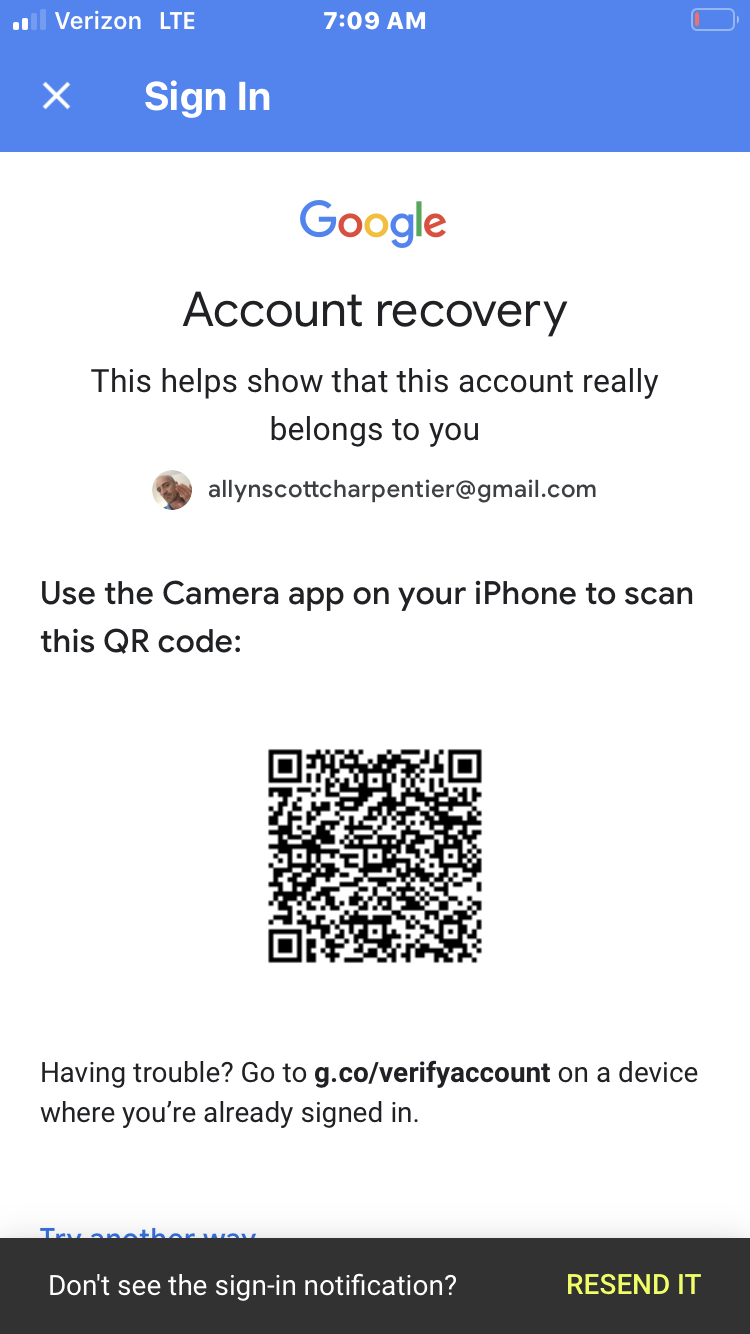 Verizon LTE 7:09 AM
Sign In
Google
Account recovery
This helps show that this account really
belongs to you
allynscottcharpentier@gmail.com
Use the Camera app on your iPhone to scan
this QR code:
Having trouble? Go to g.co/verifyaccount on a device
where you’re already signed in.
Try another way
Don't see the sign-in notification? RESEND IT